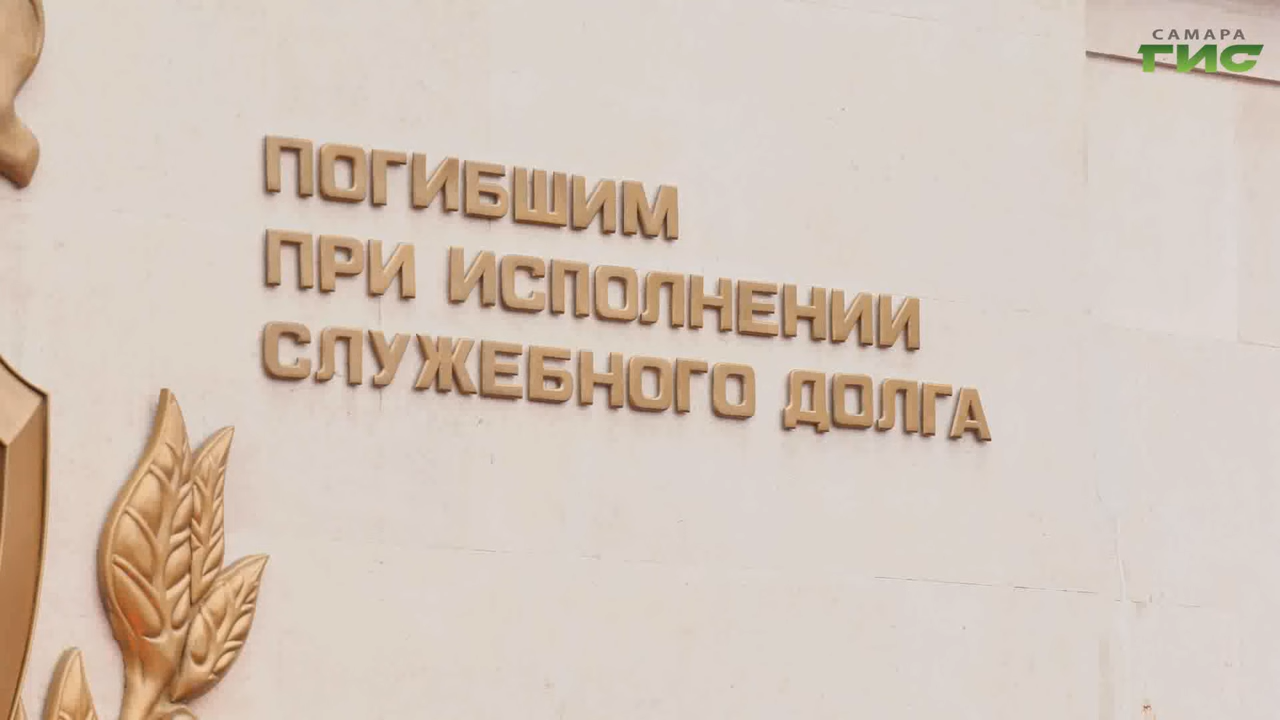 САМАРА
ГИС
ПОГИБШИМ
ПРИ ИСПОЛНЕНИИ
СЛУЖЕБНОГО ДОЛГА